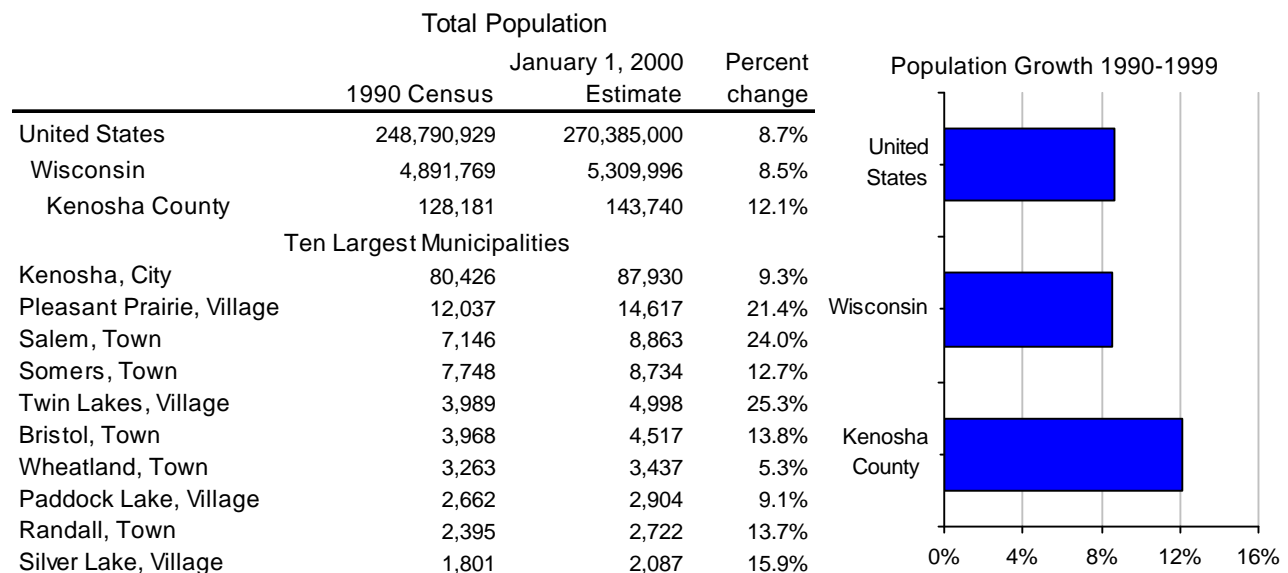 Total Population
1990 Census January 1, 2000 Estimate Percent change
United States 248,790,929 270,385,000 8.7%
Wisconsin 4,891,769 5,309,996 8.5%
Kenosha County 128,181 143,740 12.1%
Ten Largest Municipalities
Kenosha, City 80,426 87,930 9.3%
Pleasant Prairie, Village 12,037 14,617 21.4%
Salem, Town 7,146 8,863 24.0%
Somers, Town 7,748 8,734 12.7%
Twin Lakes, Village 3,989 4,998 25.3%
Bristol, Town 3,968 4,517 13.8%
Wheatland, Town 3,263 3,437 5.3%
Paddock Lake, Village 2,662 2,904 9.1%
Randall, Town 2,395 2,722 13.7%
Silver Lake, Village 1,801 2,087 15.9%
Population Growth 1990-1999
United
States
Wisconsin
Kenosha
County
0% 4% 8% 12% 16%